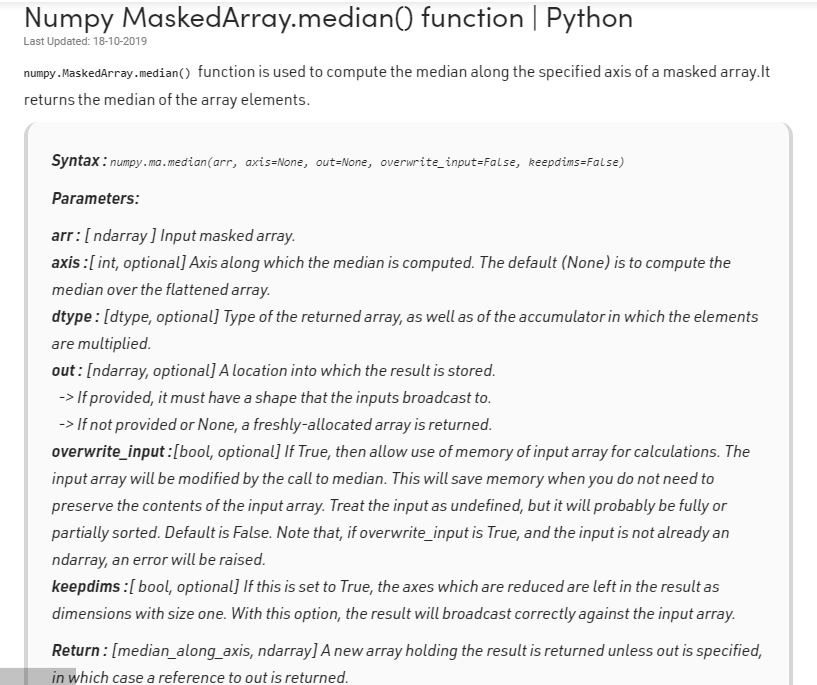 Numpy MaskedArray.median() function | Python
Last Updated: 18-10-2019
numpy.MaskedArray.median() function is used to compute the median along the specified axis of a masked array.It
returns the median of the array elements.
Syntax : numpy.ma.median(arr, axis=None, out=None, overwrite_input=False, keepdims=False)
Parameters:
arr : [ ndarray ] Input masked array.
axis :[ int, optional] Axis along which the median is computed. The default (None) is to compute the
median over the flattened array.
dtype : [dtype, optional] Type of the returned array, as well as of the accumulator in which the elements
are multiplied.
out : [ndarray, optional] A location into which the result is stored.
-> If provided, it must have a shape that the inputs broadcast to.
-> If not provided or None, a freshly-allocated array is returned.
overwrite_input :[bool, optional] If True, then allow use of memory of input array for calculations. The
input array will be modified by the call to median. This will save memory when you do not need to
preserve the contents of the input array. Treat the input as undefined, but it will probably be fully or
partially sorted. Default is False. Note that, if overwrite_input is True, and the input is not already an
ndarray, an error will be raised.
keepdims :[ bool, optional] If this is set to True, the axes which are reduced are left in the result as
dimensions with size one. With this option, the result will broadcast correctly against the input array.
Return : [median_along_axis, ndarray] A new array holding the result is returned unless out is specified,
in which case a reference to out is returned.